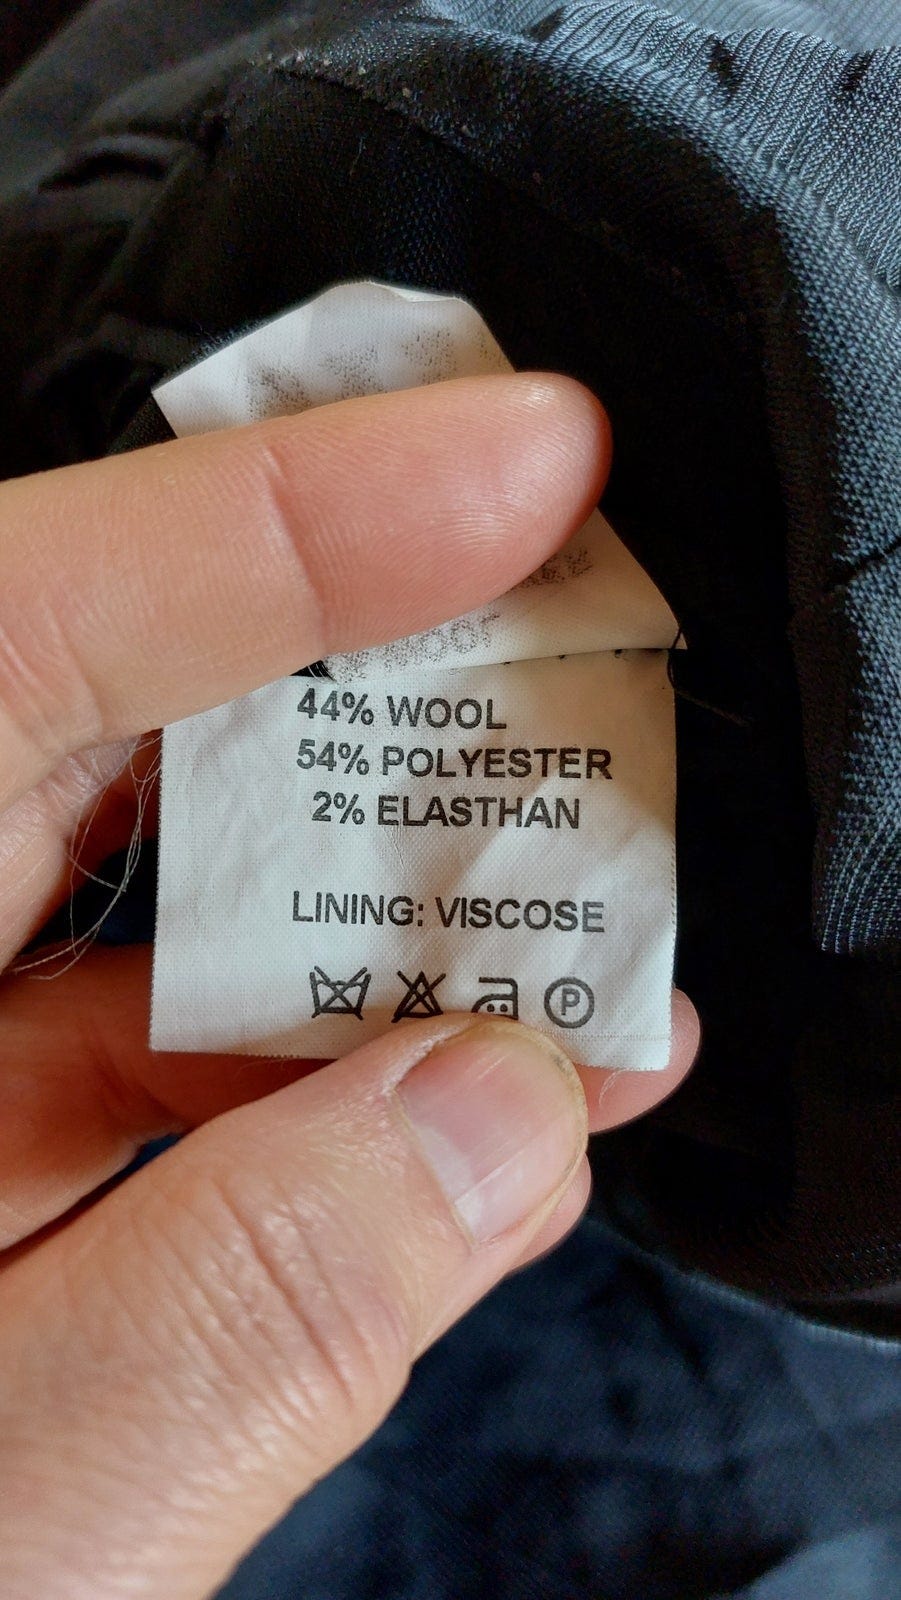 44% WOOL
54% POLYESTER
2% ELASTHAN
LINING: VISCOSE
P